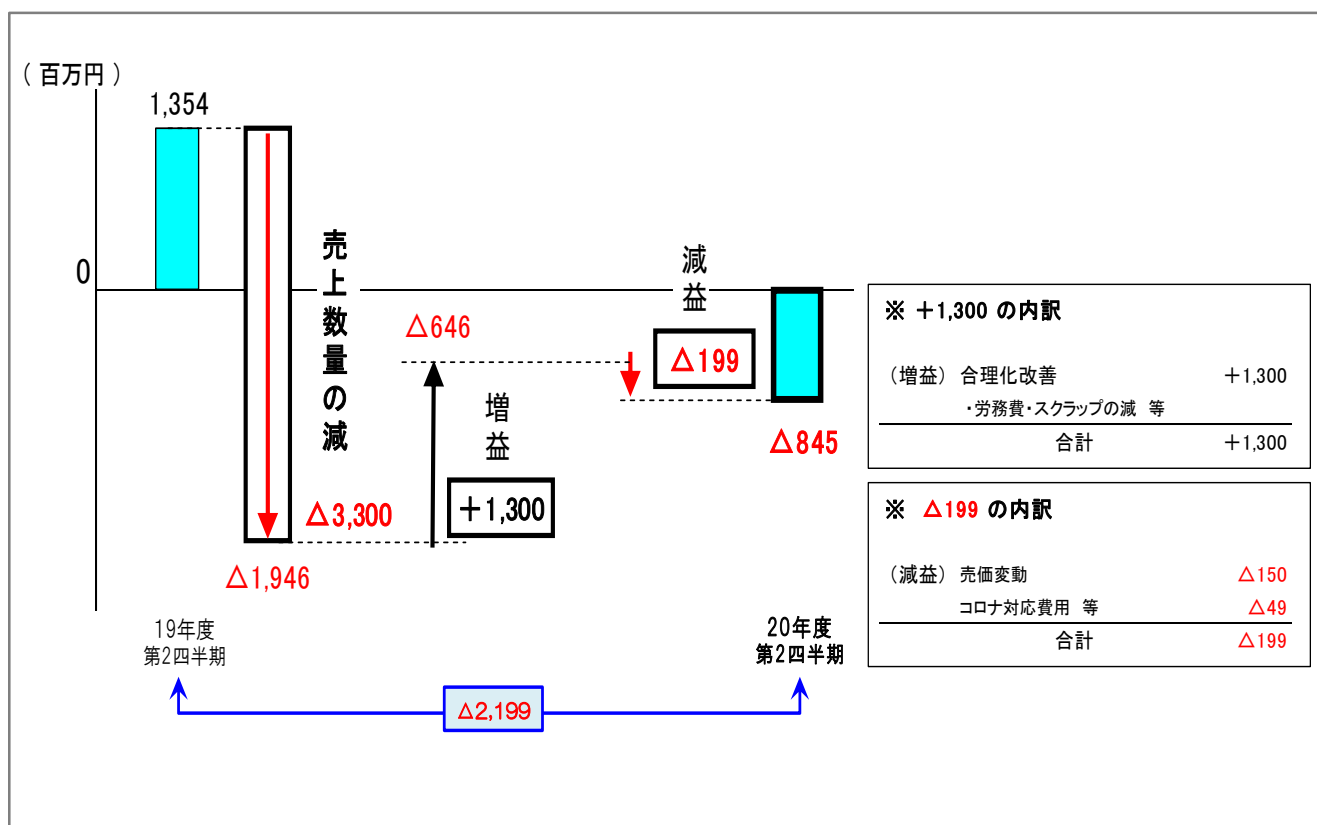 （ 百万円 ）
1,354
0
売上数量の減
△3,300
△1,946
△646
増益
＋1,300
減益
△199
△845
19年度
第2四半期
20年度
第2四半期
△2,199
※ ＋1,300 の内訳
（増益） 合理化改善 ＋1,300
・労務費・スクラップの減 等
合計 ＋1,300
※ △199 の内訳
（減益） 売価変動 △150
コロナ対応費用 等 △49
合計 △199